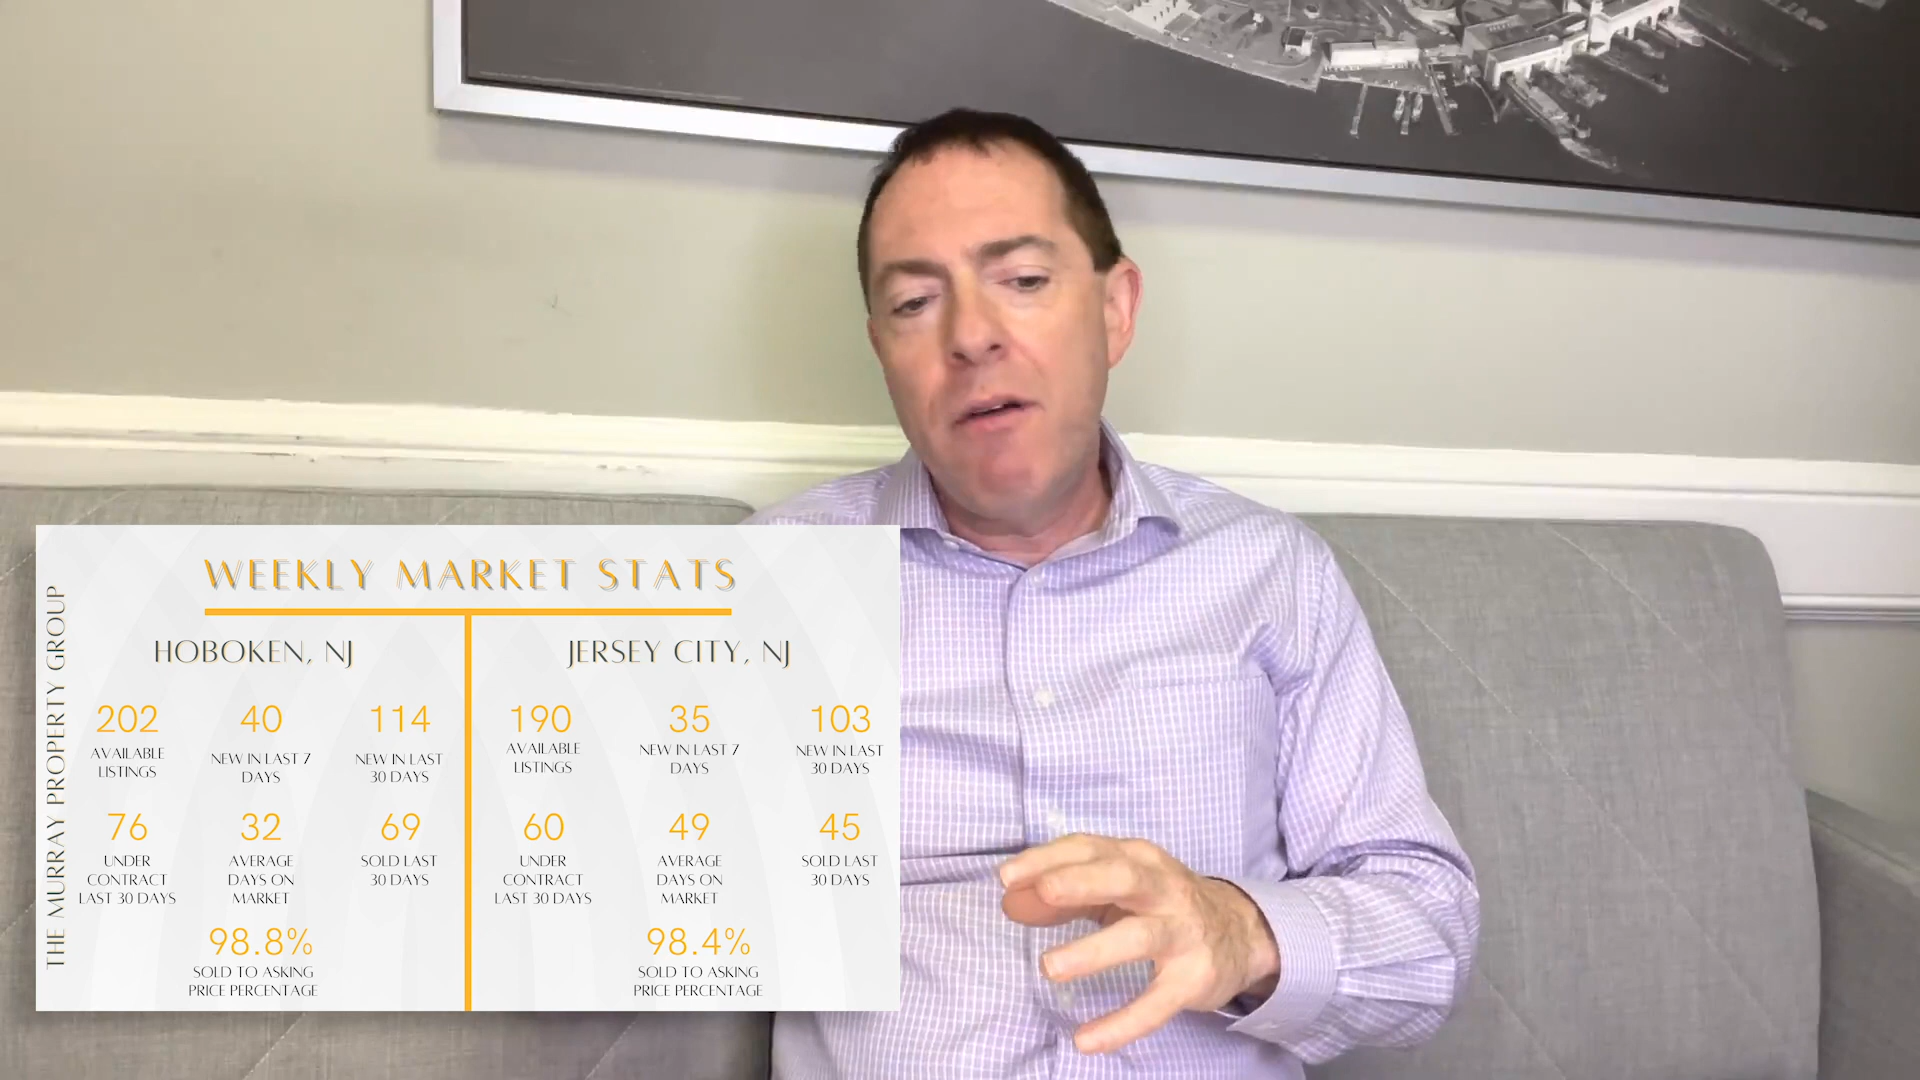 WEEKLY MARKET STATS
THE MURRAY PROPERTY GROUP
HOBOKEN, NJ
202
AVAILABLE
LISTINGS
40
NEW IN LAST 7
DAYS
114
NEW IN LAST
30 DAYS
76
UNDER
CONTRACT
LAST 30 DAYS
32
AVERAGE
DAYS ON
MARKET
69
SOLD LAST
30 DAYS
98.8%
SOLD TO ASKING
PRICE PERCENTAGE
JERSEY CITY, NJ
190
AVAILABLE
LISTINGS
35
NEW IN LAST 7
DAYS
103
NEW IN LAST
30 DAYS
60
UNDER
CONTRACT
LAST 30 DAYS
49
AVERAGE
DAYS ON
MARKET
45
SOLD LAST
30 DAYS
98.4%
SOLD TO ASKING
PRICE PERCENTAGE